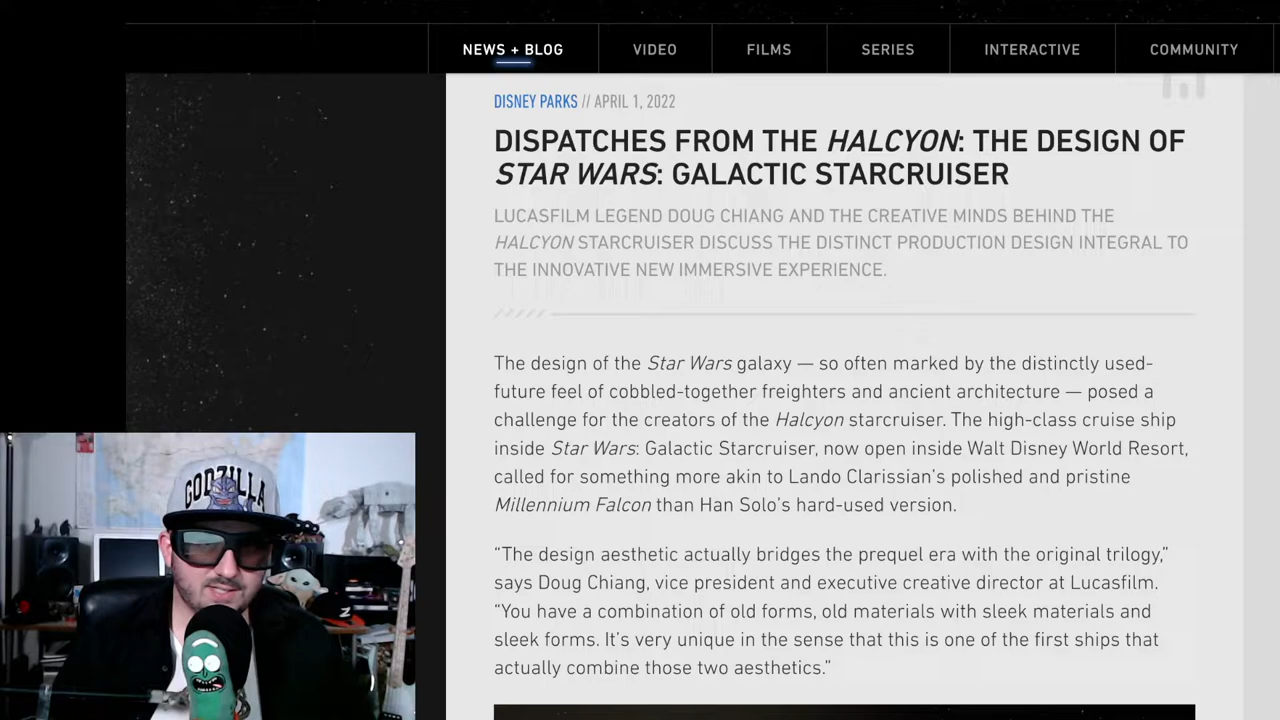 NEWS + BLOG
VIDEO
FILMS
SERIES
INTERACTIVE
COMMUNITY
DISNEY PARKS // APRIL 1, 2022
DISPATCHES FROM THE HALCYON: THE DESIGN OF
STAR WARS: GALACTIC STARCRUISER
LUCASFILM LEGEND DOUG CHIANG AND THE CREATIVE MINDS BEHIND THE
HALCYON STARCRUISER DISCUSS THE DISTINCT PRODUCTION DESIGN INTEGRAL TO
THE INNOVATIVE NEW IMMERSIVE EXPERIENCE.
The design of the Star Wars galaxy — so often marked by the distinctly used-
future feel of cobbled-together freighters and ancient architecture — posed a
challenge for the creators of the Halcyon starcruiser. The high-class cruise ship
inside Star Wars: Galactic Starcruiser, now open inside Walt Disney World Resort,
called for something more akin to Lando Clarissian’s polished and pristine
Millennium Falcon than Han Solo’s hard-used version.
“The design aesthetic actually bridges the prequel era with the original trilogy,”
says Doug Chiang, vice president and executive creative director at Lucasfilm.
“You have a combination of old forms, old materials with sleek materials and
sleek forms. It’s very unique in the sense that this is one of the first ships that
actually combine those two aesthetics.”
GODZILLA